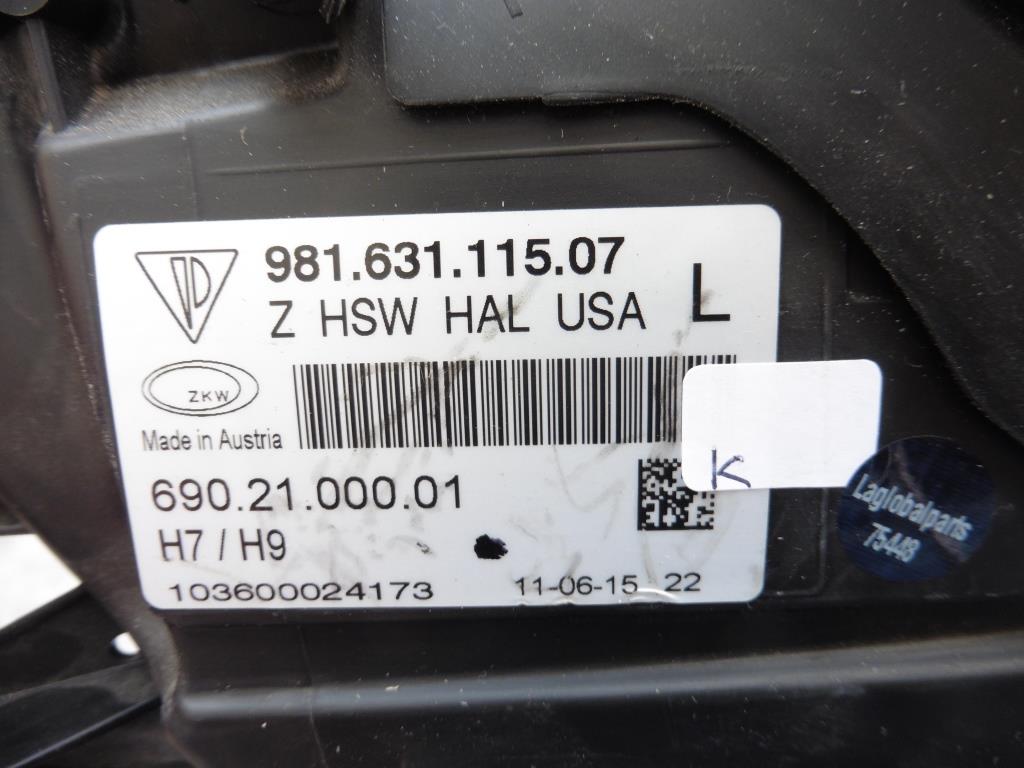 981.631.115.07
Z HSW HAL USA L
ZKW
Made in Austria
K
690.21.000.01
H7 / H9
103600024173 11-06-15 22
Laglobalparts
75448